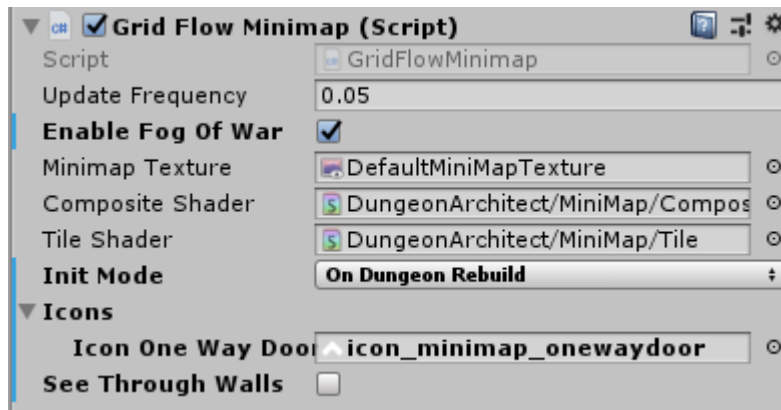 Grid Flow Minimap (Script)
Script GridFlowMinimap
Update Frequency 0.05
Enable Fog Of War
Minimap Texture DefaultMiniMapTexture
Composite Shader DungeonArchitect/MiniMap/Compos
Tile Shader DungeonArchitect/MiniMap/Tile
Init Mode On Dungeon Rebuild
Icons
Icon One Way Doo icon_minimap_onewaydoor
See Through Walls